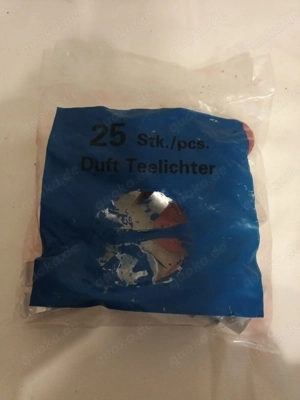 25 Stk./pcs.
Duft Teelichter